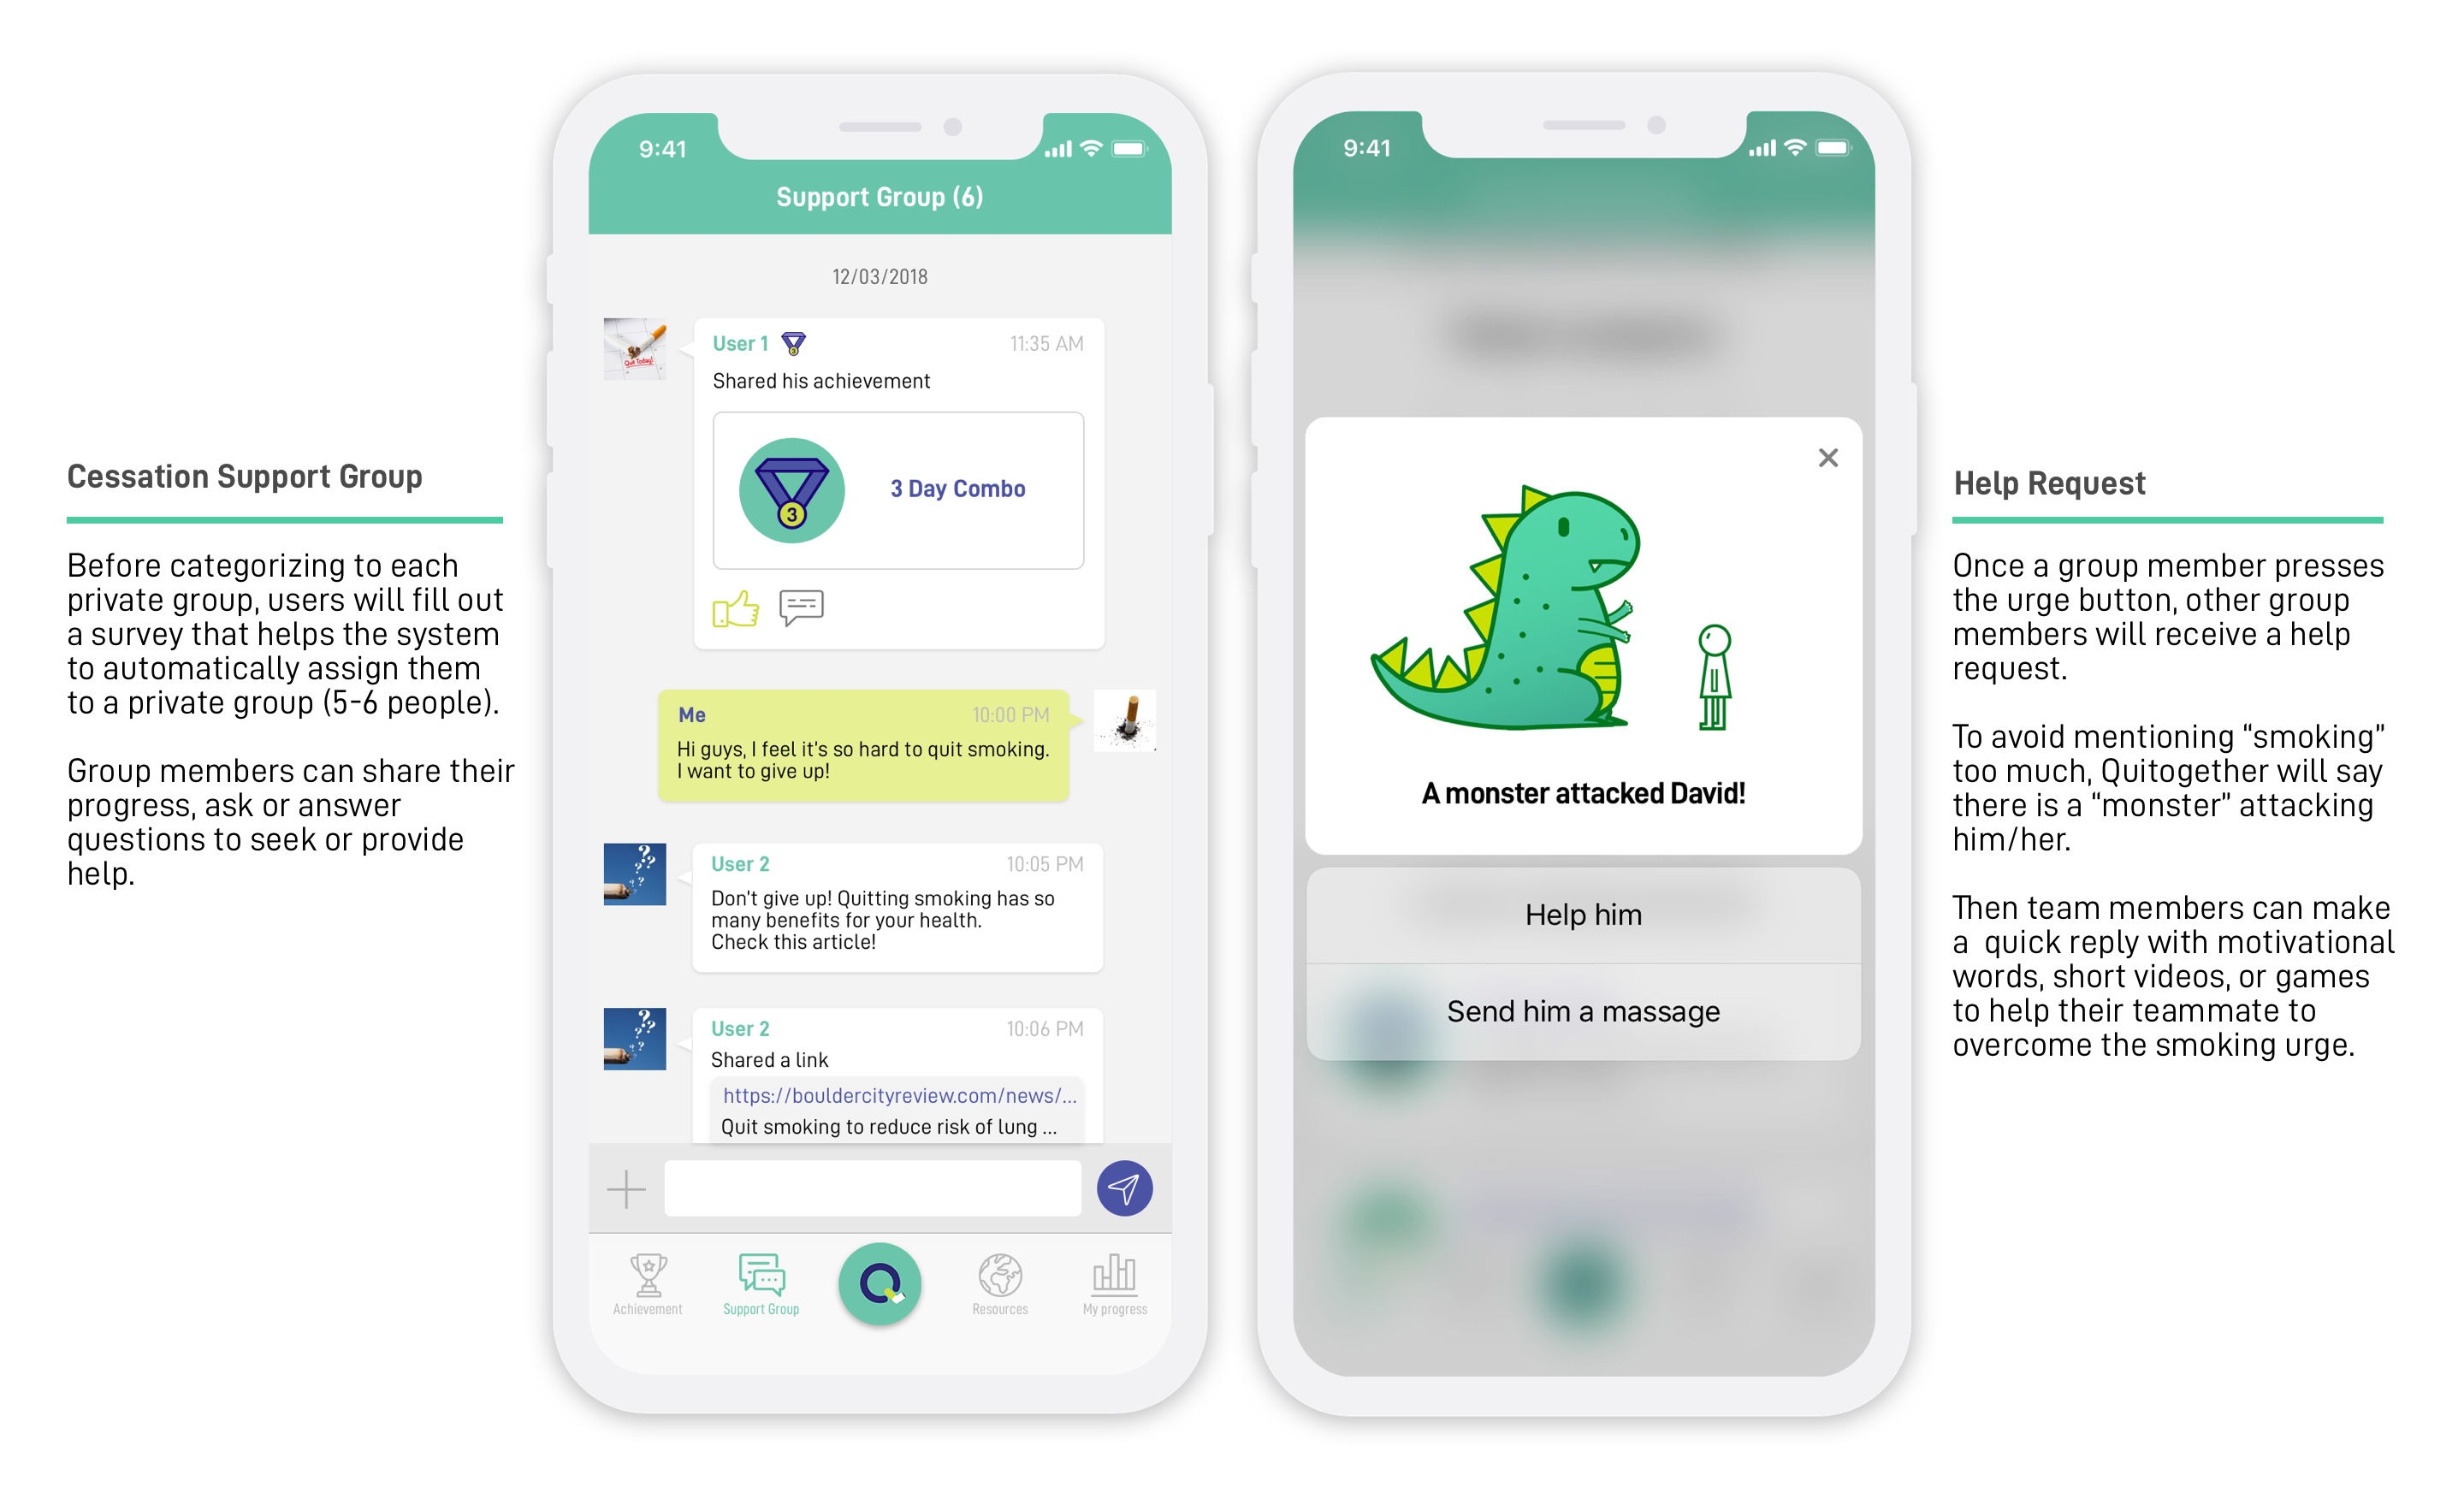 Cessation Support Group
Before categorizing to each
private group, users will fill out
a survey that helps the system
to automatically assign them
to a private group (5-6 people).
Group members can share their
progress, ask or answer
questions to seek or provide
help.
9:41
Support Group (6)
12/03/2018
Quit Today!
User 1
11:35 AM
Shared his achievement
3
3 Day Combo
Me
10:00 PM
Hi guys, I feel it's so hard to quit smoking.
I want to give up!
User 2
10:05 PM
Don't give up! Quitting smoking has so
many benefits for your health.
Check this article!
User 2
10:06 PM
Shared a link
https://bouldercityreview.com/news/...
Quit smoking to reduce risk of lung ...
Achievement
Support Group
Q
Resources
My progress
9:41
A monster attacked David!
Help him
Send him a massage
Help Request
Once a group member presses
the urge button, other group
members will receive a help
request.
To avoid mentioning “smoking”
too much, Quitogether will say
there is a “monster” attacking
him/her.
Then team members can make
a  quick reply with motivational
words, short videos, or games
to help their teammate to
overcome the smoking urge.